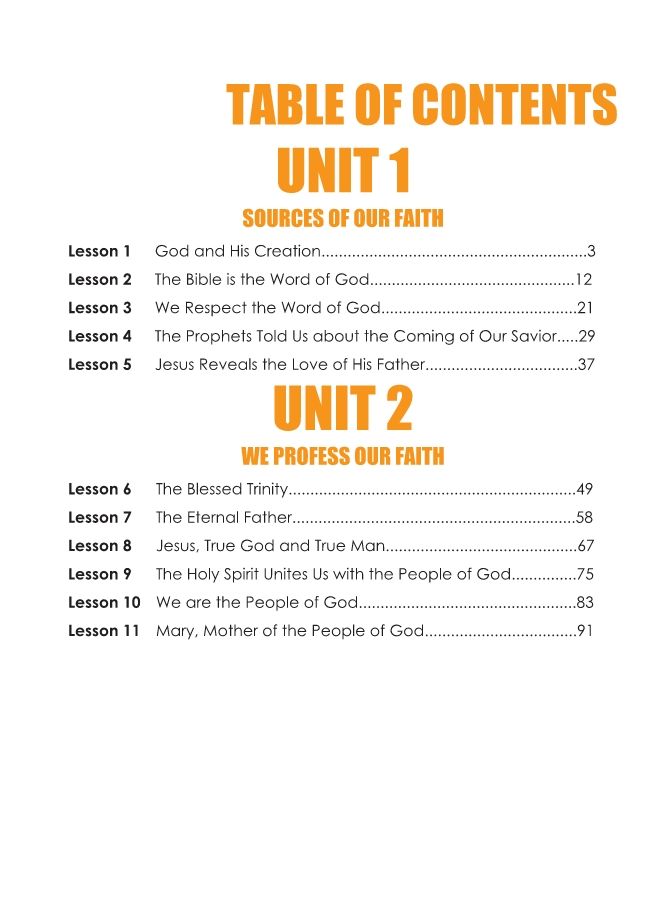 TABLE OF CONTENTS
UNIT 1
SOURCES OF OUR FAITH
Lesson 1 God and His Creation.............................................................3
Lesson 2 The Bible is the Word of God...............................................12
Lesson 3 We Respect the Word of God.............................................21
Lesson 4 The Prophets Told Us about the Coming of Our Savior.....29
Lesson 5 Jesus Reveals the Love of His Father...................................37
UNIT 2
WE PROFESS OUR FAITH
Lesson 6 The Blessed Trinity..................................................................49
Lesson 7 The Eternal Father.................................................................58
Lesson 8 Jesus, True God and True Man............................................67
Lesson 9 The Holy Spirit Unites Us with the People of God...............75
Lesson 10 We are the People of God..................................................83
Lesson 11 Mary, Mother of the People of God...................................91